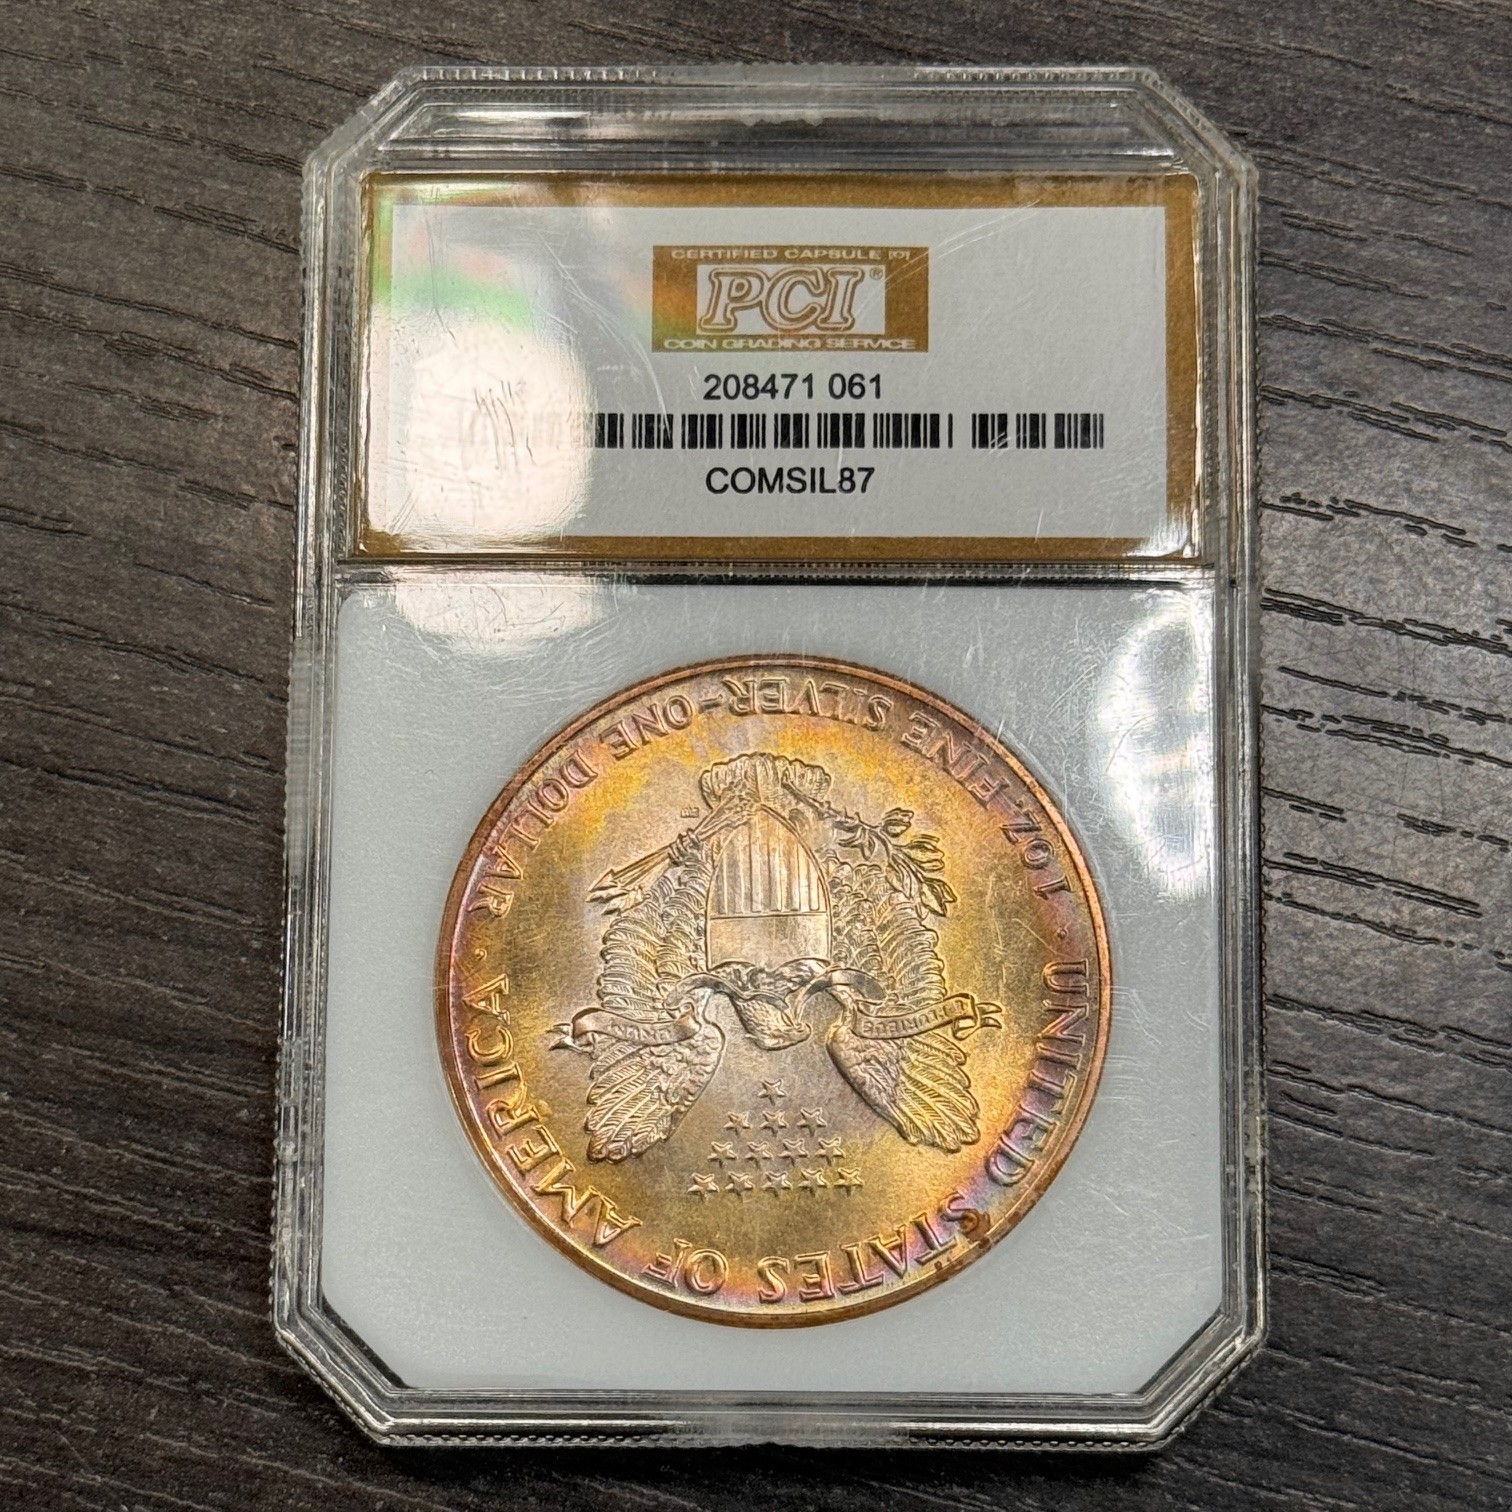 CERTIFIED CAPSULE
PCI®
COIN GRADING SERVICE
208471 061
COMSIL87
UNITED STATES OF AMERICA · 1 OZ. FINE SILVER~ONE DOLLAR ·